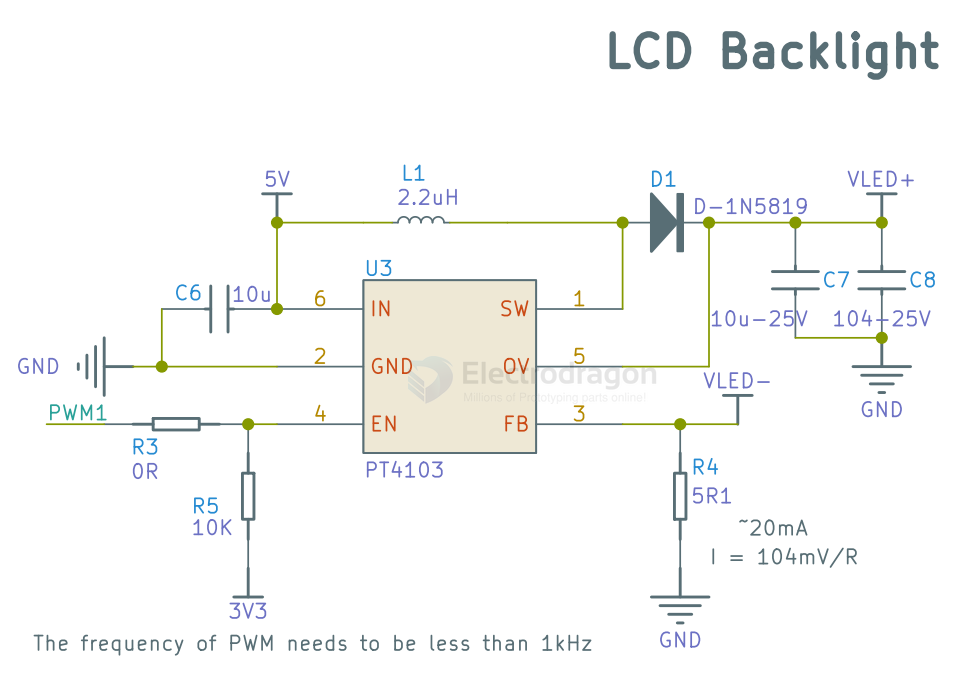 LCD Backlight
5V
L1
2.2uH
D1
D-1N5819
VLED+
U3
C6
10u
6
IN
SW
1
C7
C8
10u-25V
104-25V
GND
2
GND
OV
5
Electrodragon
Millions of Prototyping parts online!
VLED-
GND
PWM1
4
EN
FB
3
R3
0R
PT4103
R4
5R1
R5
10K
~20mA
I = 104mV/R
3V3
GND
The frequency of PWM needs to be less than 1kHz